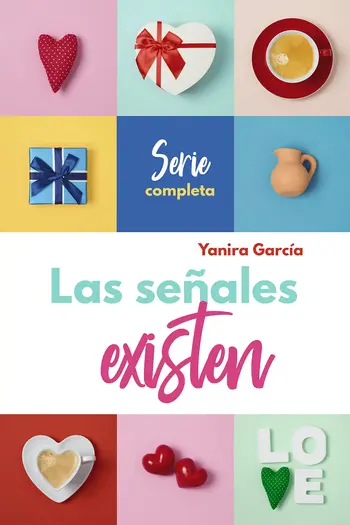 Serie
completa
Yanira García
Las señales
existen
LO
VE